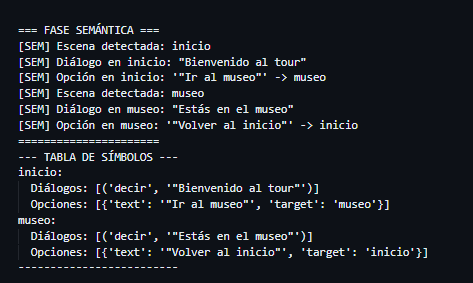 === FASE SEMÁNTICA ===
[SEM] Escena detectada: inicio
[SEM] Diálogo en inicio: "Bienvenido al tour"
[SEM] Opción en inicio: '"Ir al museo"' -> museo
[SEM] Escena detectada: museo
[SEM] Diálogo en museo: "Estás en el museo"
[SEM] Opción en museo: '"Volver al inicio"' -> inicio
======================
--- TABLA DE SÍMBOLOS ---
inicio:
  Diálogos: [('decir', '"Bienvenido al tour"')]
  Opciones: [{'text': '"Ir al museo"', 'target': 'museo'}]
museo:
  Diálogos: [('decir', '"Estás en el museo"')]
  Opciones: [{'text': '"Volver al inicio"', 'target': 'inicio'}]
-------------------------